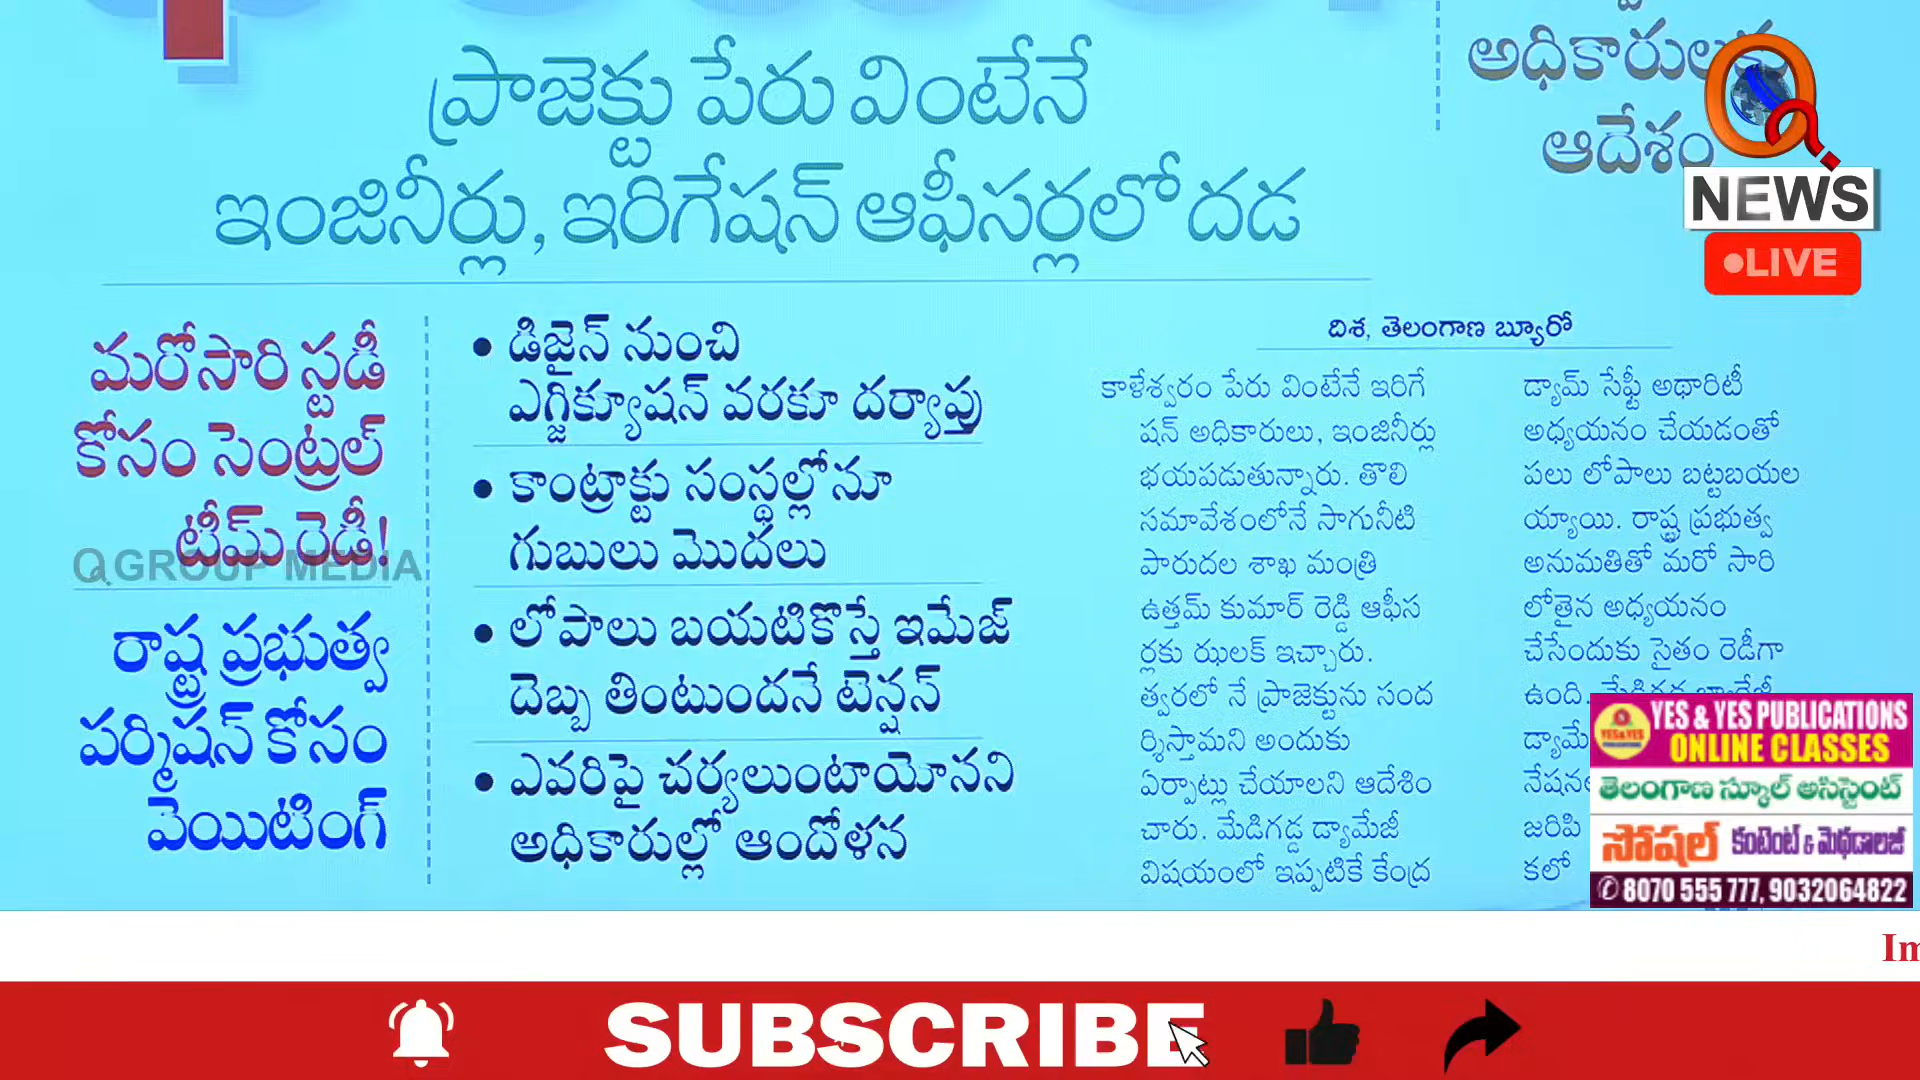 ప్రాజెక్టు పేరు వింటేనే
ఇంజినీర్లు, ఇరిగేషన్ ఆఫీసర్లలో దడ
అధికారులకు
ఆదేశం
NEWS
LIVE
మరోసారి స్టడీ
కోసం సెంట్రల్
టీమ్ రెడీ!
Q GROUP MEDIA
రాష్ట్ర ప్రభుత్వ
పర్మిషన్ కోసం
వెయిటింగ్
• డిజైన్ నుంచి
ఎగ్జిక్యూషన్ వరకూ దర్యాప్తు
• కాంట్రాక్టు సంస్థల్లోనూ
గుబులు మొదలు
• లోపాలు బయటికొస్తే ఇమేజ్
దెబ్బ తింటుందనే టెన్షన్
• ఎవరిపై చర్యలుంటాయోనని
అధికారుల్లో ఆందోళన
దిశ, తెలంగాణ బ్యూరో
కాళేశ్వరం పేరు వింటేనే ఇరిగే
షన్ అధికారులు, ఇంజినీర్లు
భయపడుతున్నారు. తొలి
సమావేశంలోనే సాగునీటి
పారుదల శాఖ మంత్రి
ఉత్తమ్ కుమార్ రెడ్డి ఆఫీస
ర్లకు ఝలక్ ఇచ్చారు.
త్వరలో నే ప్రాజెక్టును సంద
ర్శిస్తామని అందుకు
ఏర్పాట్లు చేయాలని ఆదేశిం
చారు. మేడిగడ్డ డ్యామేజీ
విషయంలో ఇప్పటికే కేంద్ర
డ్యామ్ సేఫ్టీ అథారిటీ
అధ్యయనం చేయడంతో
పలు లోపాలు బట్టబయల
య్యాయి. రాష్ట్ర ప్రభుత్వ
అనుమతితో మరో సారి
లోతైన అధ్యయనం
చేసేందుకు సైతం రెడీగా
ఉంది.
డ్యామే
నేషనల
జరిపి
కలో
YES & YES PUBLICATIONS
ONLINE CLASSES
తెలంగాణ స్కూల్ అసిస్టెంట్
సోషల్ కంటెంట్ & మెథడాలజీ
8070 555 777, 9032064822
Im
SUBSCRIBE